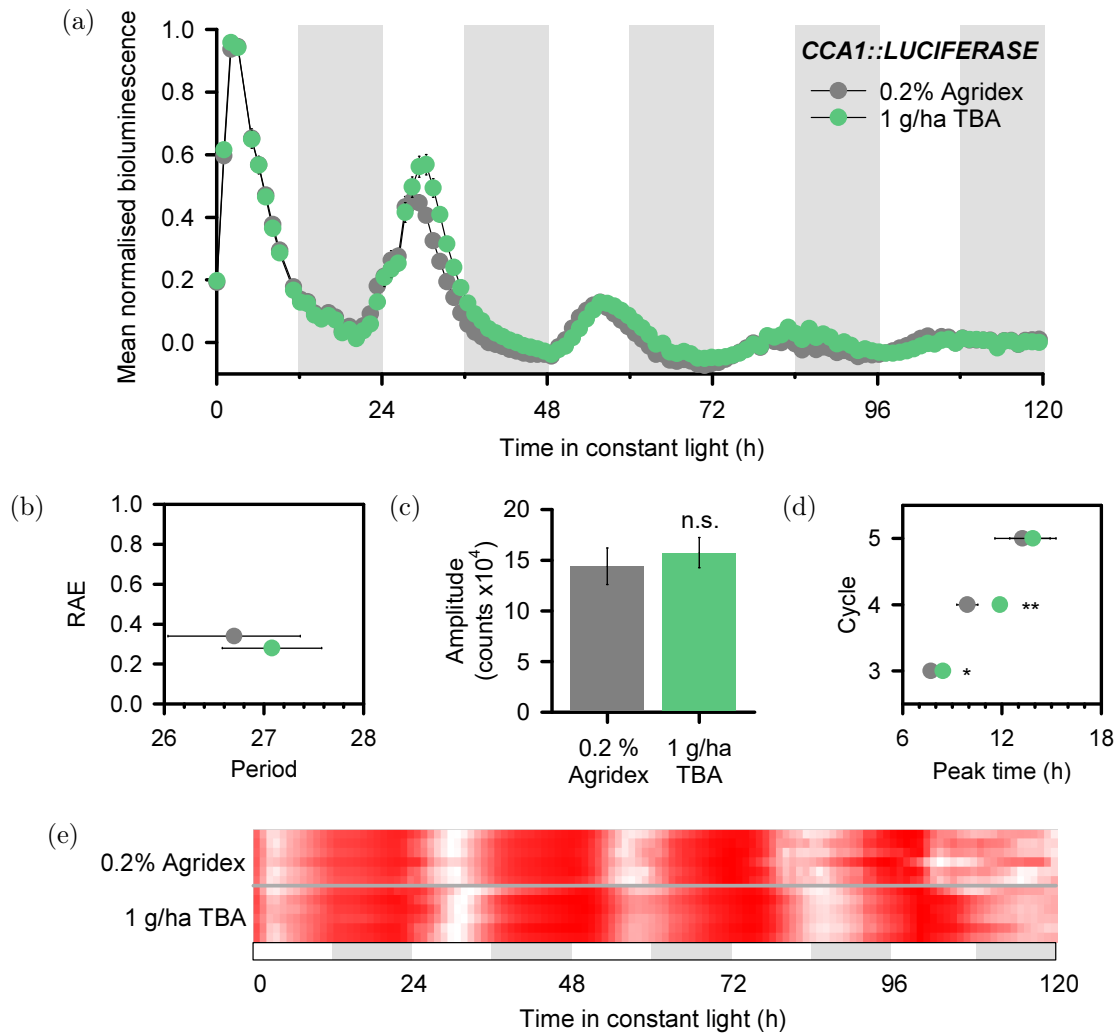 (a)
Mean normalised bioluminescence
1.0
0.8
0.6
0.4
0.2
0.0
CCA1::LUCIFERASE
0.2% Agridex
1 g/ha TBA
0 24 48 72 96 120
Time in constant light (h)
(b)
RAE
1.0
0.8
0.6
0.4
0.2
0.0
26 27 28
Period
(c)
Amplitude
(counts x10⁴)
20
15
10
5
0
n.s.
0.2 %
Agridex
1 g/ha
TBA
(d)
Cycle
5
4
3
**
*
6 12 18
Peak time (h)
(e)
0.2% Agridex
1 g/ha TBA
0 24 48 72 96 120
Time in constant light (h)